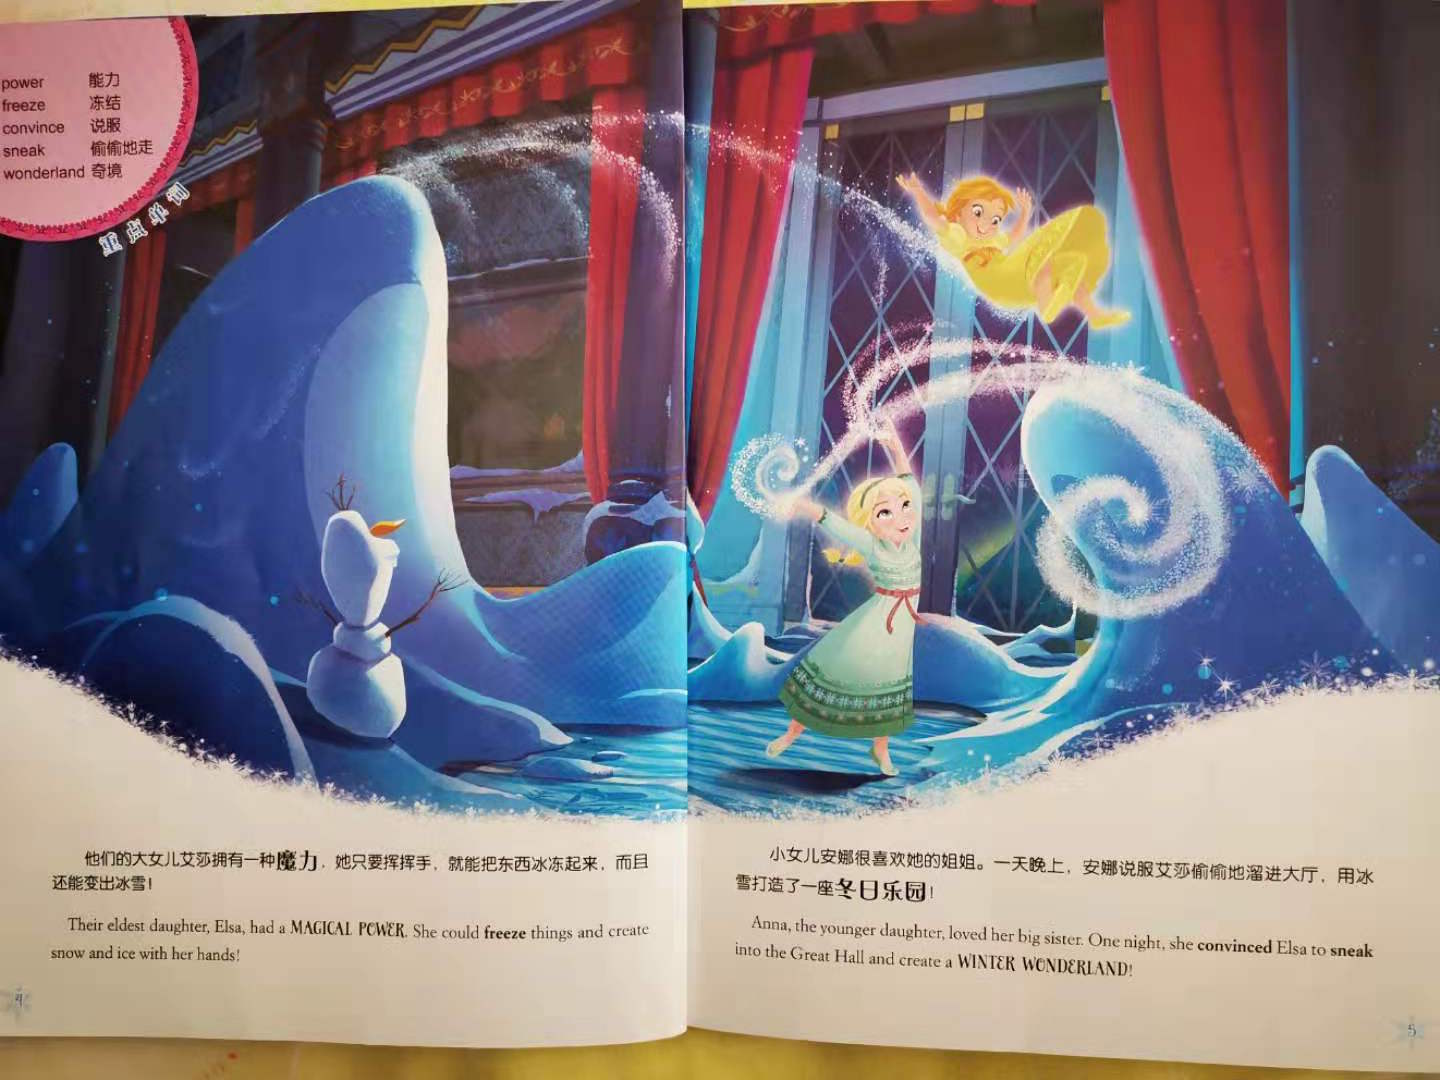 power 能力
freeze 冻结
convince 说服
sneak 偷偷地走
wonderland 奇境
重点单词
他们的大女儿艾莎拥有一种魔力，她只要挥挥手，就能把东西冰冻起来，而且
还能变出冰雪！
Their eldest daughter, Elsa, had a MAGICAL POWER. She could freeze things and create
snow and ice with her hands!
4
小女儿安娜很喜欢她的姐姐。一天晚上，安娜说服艾莎偷偷地溜进大厅，用冰
雪打造了一座冬日乐园！
Anna, the younger daughter, loved her big sister. One night, she convinced Elsa to sneak
into the Great Hall and create a WINTER WONDERLAND!
5